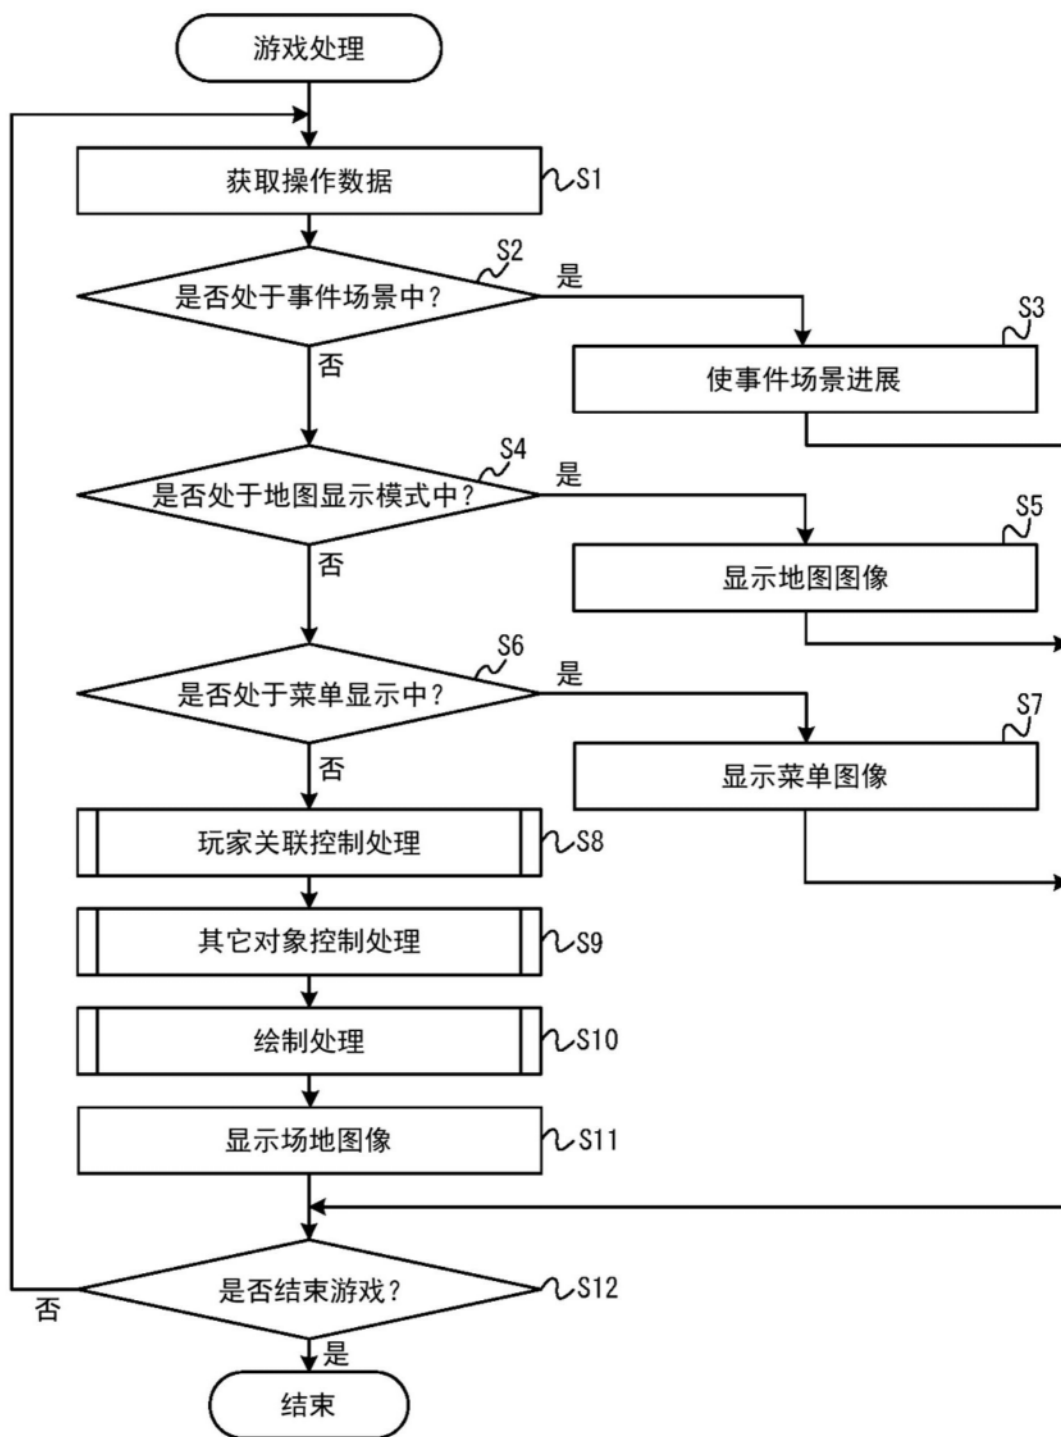 游戏处理
获取操作数据
S1
是否处于事件场景中?
S2
是
否
使事件场景进展
S3
是否处于地图显示模式中?
S4
是
否
显示地图图像
S5
是否处于菜单显示中?
S6
是
否
显示菜单图像
S7
玩家关联控制处理
S8
其它对象控制处理
S9
绘制处理
S10
显示场地图像
S11
是否结束游戏?
S12
否
是
结束